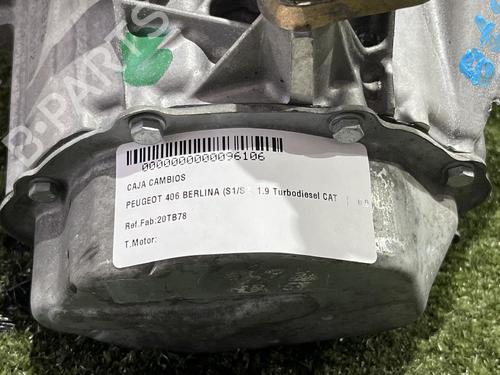 B-PARTS
0000000000096106
CAJA CAMBIOS
PEUGEOT 406 BERLINA (S1/S 1.9 Turbodiesel CAT
Ref.Fab:20TB78
T.Motor: